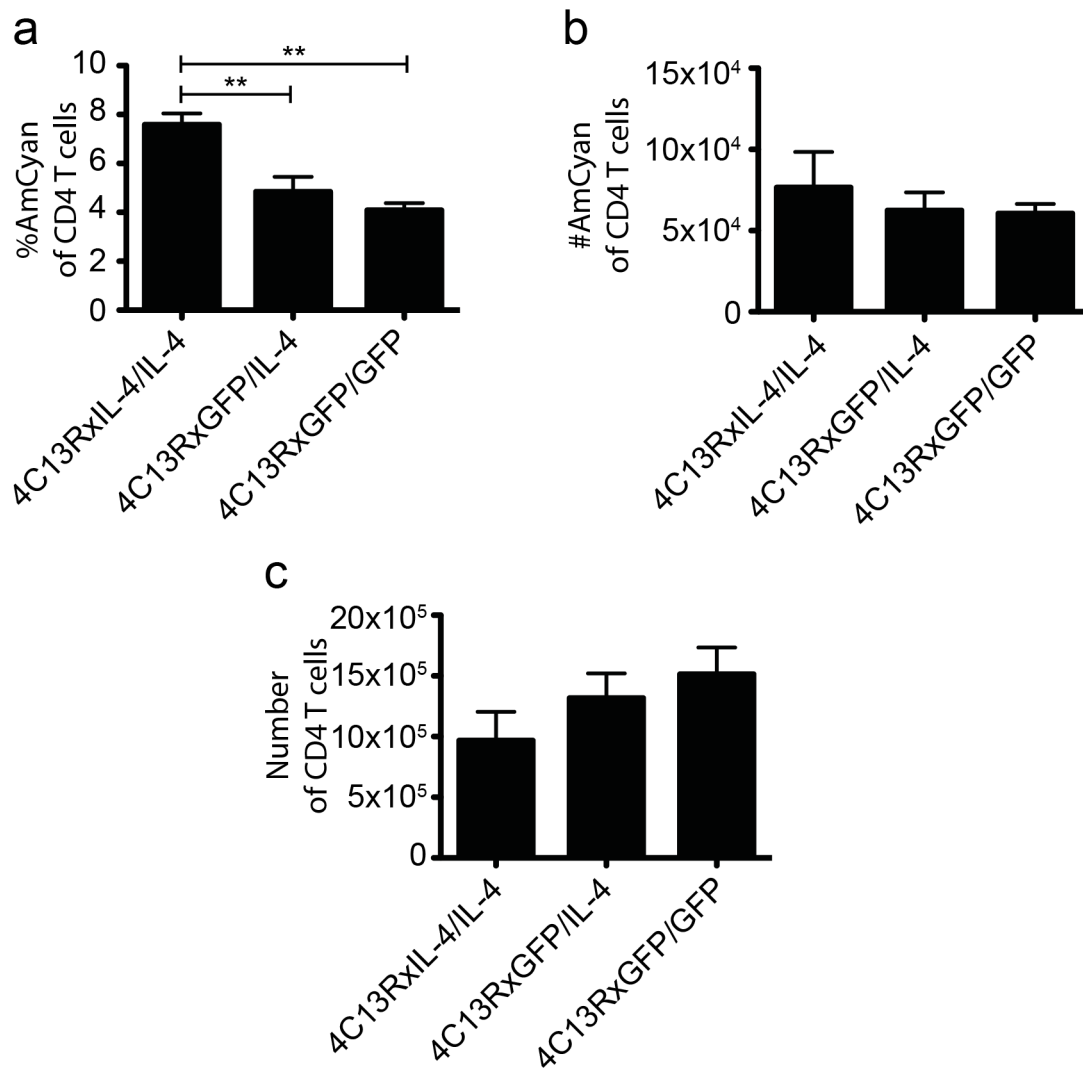 a
%AmCyan
of CD4 T cells
10
8
6
4
2
0
**
**
4C13RxIL-4/IL-4
4C13RxGFP/IL-4
4C13RxGFP/GFP
b
#AmCyan
of CD4 T cells
15x10⁴
10x10⁴
5x10⁴
0
4C13RxIL-4/IL-4
4C13RxGFP/IL-4
4C13RxGFP/GFP
c
Number
of CD4 T cells
20x10⁵
15x10⁵
10x10⁵
5x10⁵
0
4C13RxIL-4/IL-4
4C13RxGFP/IL-4
4C13RxGFP/GFP